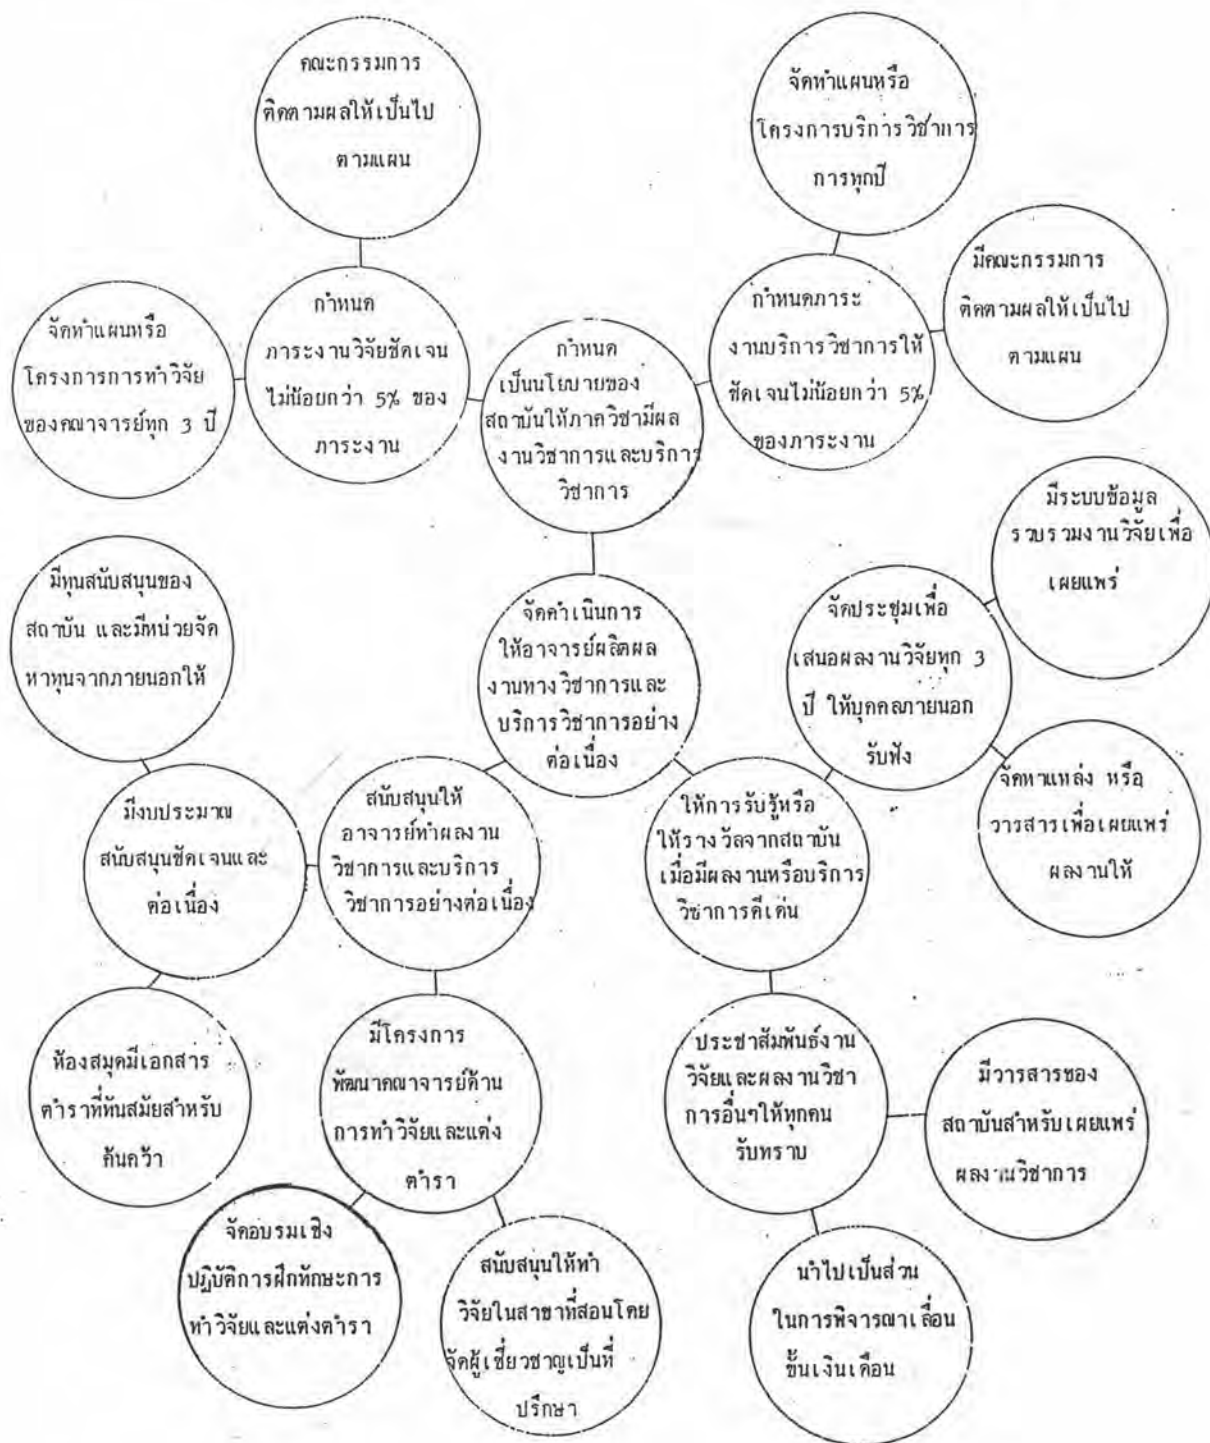 คณะกรรมการ
ติดตามผลให้เป็นไป
ตามแผน
จัดทำแผนหรือ
โครงการบริการวิชาการ
การทุกปี
จัดทำแผนหรือ
โครงการการทำวิจัย
ของคณาจารย์ทุก 3 ปี
กำหนด
ภาระงานวิจัยชัดเจน
ไม่น้อยกว่า 5% ของ
ภาระงาน
กำหนด
เป็นนโยบายของ
สถาบันให้ภาควิชามีผล
งานวิชาการและบริการ
วิชาการ
กำหนดภาระ
งานบริการวิชาการให้
ชัดเจนไม่น้อยกว่า 5%
ของภาระงาน
มีคณะกรรมการ
ติดตามผลให้เป็นไป
ตามแผน
มีทุนสนับสนุนของ
สถาบัน และมีหน่วยจัด
หาทุนจากภายนอกให้
จัดดำเนินการ
ให้อาจารย์ผลิตผล
งานทางวิชาการและ
บริการวิชาการอย่าง
ต่อเนื่อง
จัดประชุมเพื่อ
เสนอผลงานวิจัยทุก 3
ปี ให้บุคคลภายนอก
รับฟัง
มีระบบข้อมูล
รวบรวมงานวิจัยเพื่อ
เผยแพร่
มีงบประมาณ
สนับสนุนชัดเจนและ
ต่อเนื่อง
สนับสนุนให้
อาจารย์ทำผลงาน
วิชาการและบริการ
วิชาการอย่างต่อเนื่อง
ให้การรับรู้หรือ
ให้รางวัลจากสถาบัน
เมื่อมีผลงานหรือบริการ
วิชาการดีเด่น
จัดหาแหล่ง หรือ
วารสารเพื่อเผยแพร่
ผลงานให้
ห้องสมุดมีเอกสาร
ตำราที่ทันสมัยสำหรับ
ค้นคว้า
มีโครงการ
พัฒนาคณาจารย์ด้าน
การทำวิจัยและแต่ง
ตำรา
ประชาสัมพันธ์งาน
วิจัยและผลงานวิชา
การอื่นๆให้ทุกคน
รับทราบ
มีวารสารของ
สถาบันสำหรับเผยแพร่
ผลงานวิชาการ
จัดอบรมเชิง
ปฏิบัติการฝึกทักษะการ
ทำวิจัยและแต่งตำรา
สนับสนุนให้ทำ
วิจัยในสาขาที่สอนโดย
จัดผู้เชี่ยวชาญเป็นที่
ปรึกษา
นำไปเป็นส่วน
ในการพิจารณาเลื่อน
ขั้นเงินเดือน